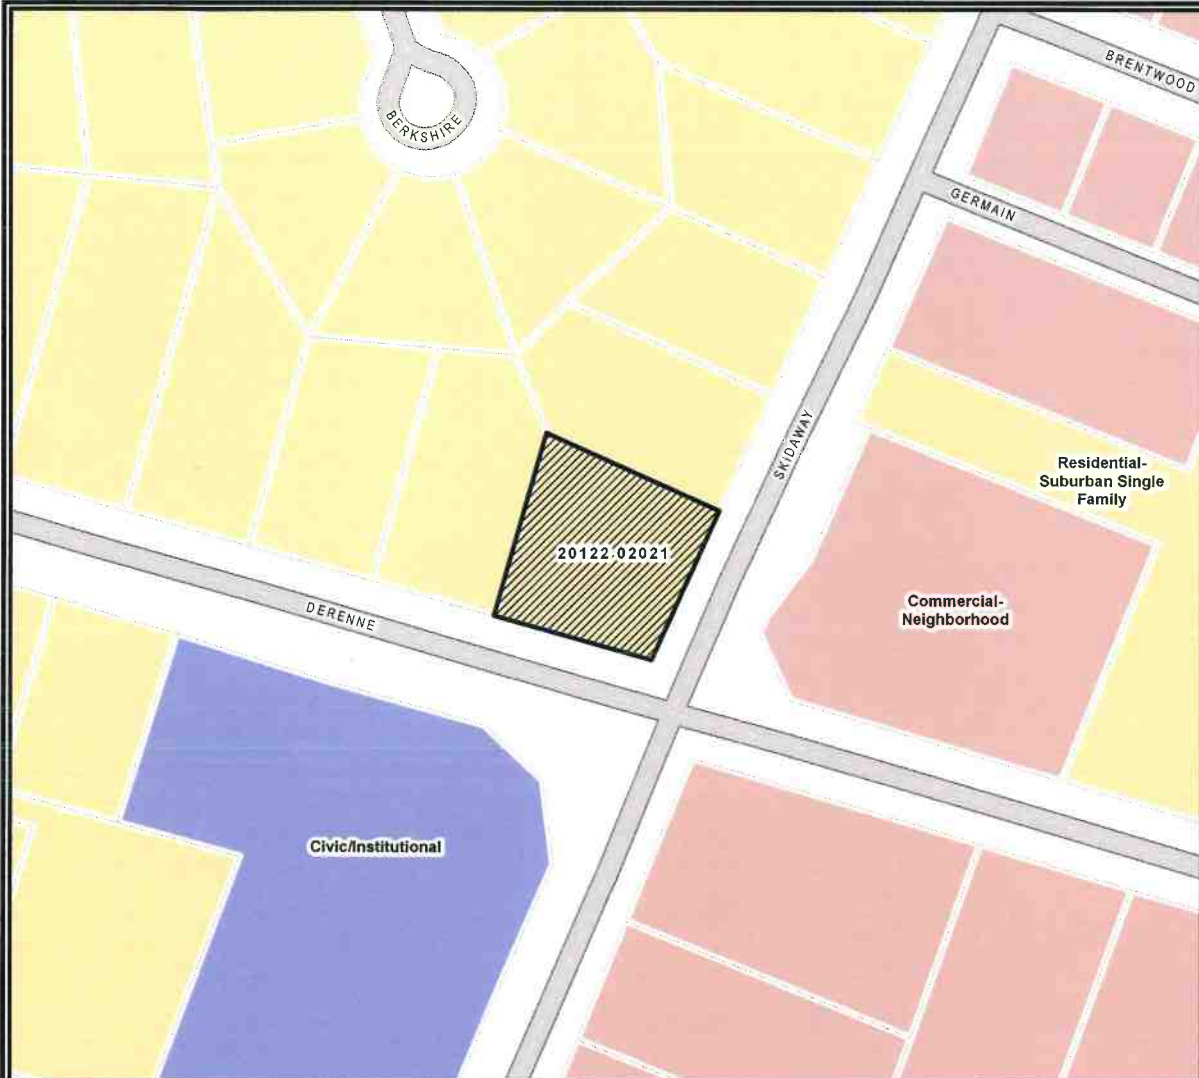 BRENTWOOD
BERKSHIRE
GERMAIN
SKIDAWAY
Residential-
Suburban Single
Family
20122 02021
Commercial-
Neighborhood
DERENNE
Civic/Institutional